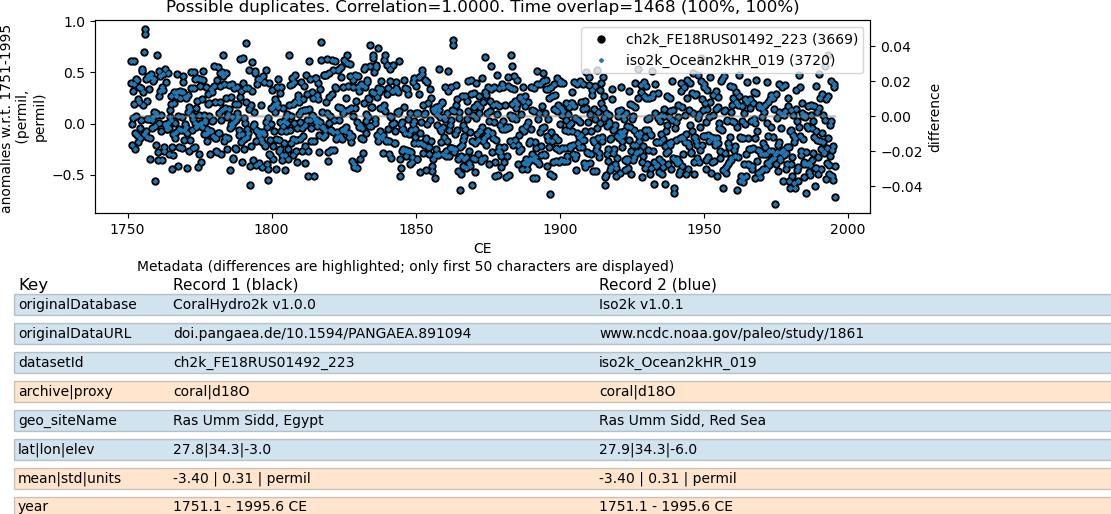 Possible duplicates. Correlation=1.0000. Time overlap=1468 (100%, 100%)
anomalies w.r.t. 1751-1995
(permil,
permil)
1.0
0.5
0.0
−0.5
ch2k_FE18RUS01492_223 (3669)
iso2k_Ocean2kHR_019 (3720)
0.04
0.02
0.00
−0.02
−0.04
difference
1750 1800 1850 1900 1950 2000
CE
Metadata (differences are highlighted; only first 50 characters are displayed)
Key Record 1 (black) Record 2 (blue)
originalDatabase CoralHydro2k v1.0.0 Iso2k v1.0.1
originalDataURL doi.pangaea.de/10.1594/PANGAEA.891094 www.ncdc.noaa.gov/paleo/study/1861
datasetId ch2k_FE18RUS01492_223 iso2k_Ocean2kHR_019
archive|proxy coral|d18O coral|d18O
geo_siteName Ras Umm Sidd, Egypt Ras Umm Sidd, Red Sea
lat|lon|elev 27.8|34.3|-3.0 27.9|34.3|-6.0
mean|std|units -3.40 | 0.31 | permil -3.40 | 0.31 | permil
year 1751.1 - 1995.6 CE 1751.1 - 1995.6 CE